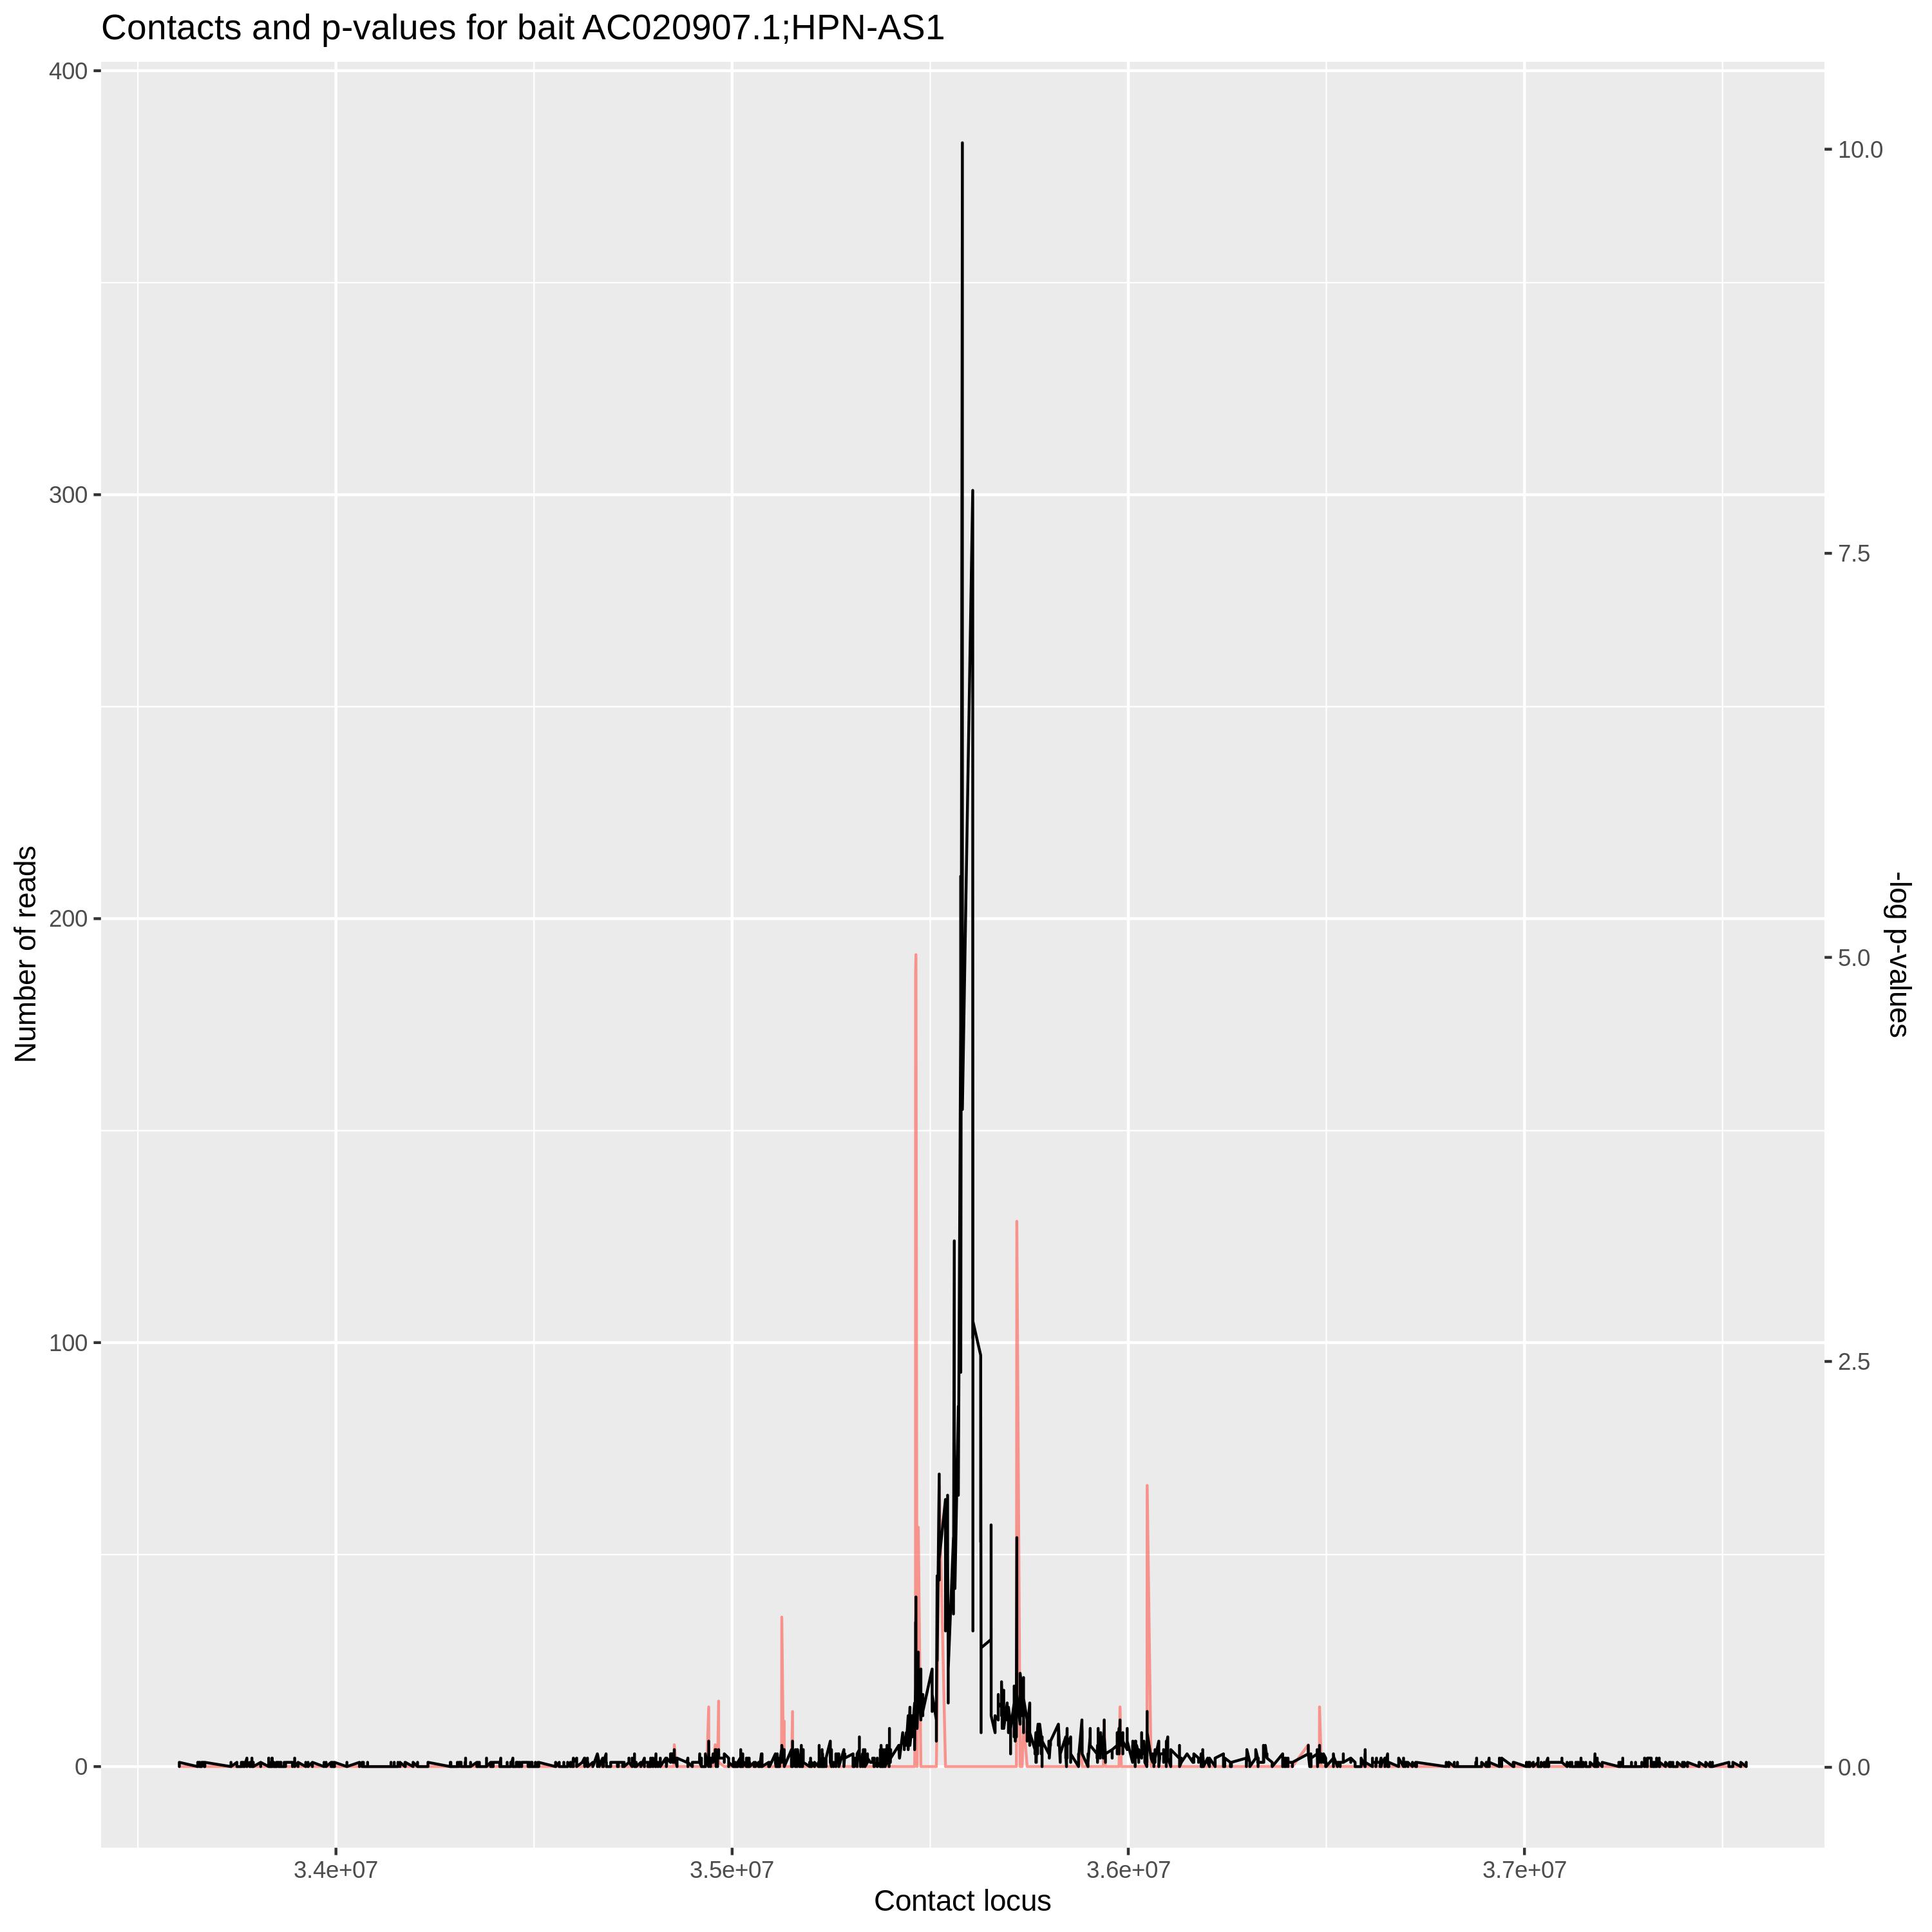 Contacts and p-values for bait AC020907.1;HPN-AS1
400
300
200
100
0
Number of reads
10.0
7.5
5.0
2.5
0.0
-log p-values
3.4e+07
3.5e+07
3.6e+07
3.7e+07
Contact locus